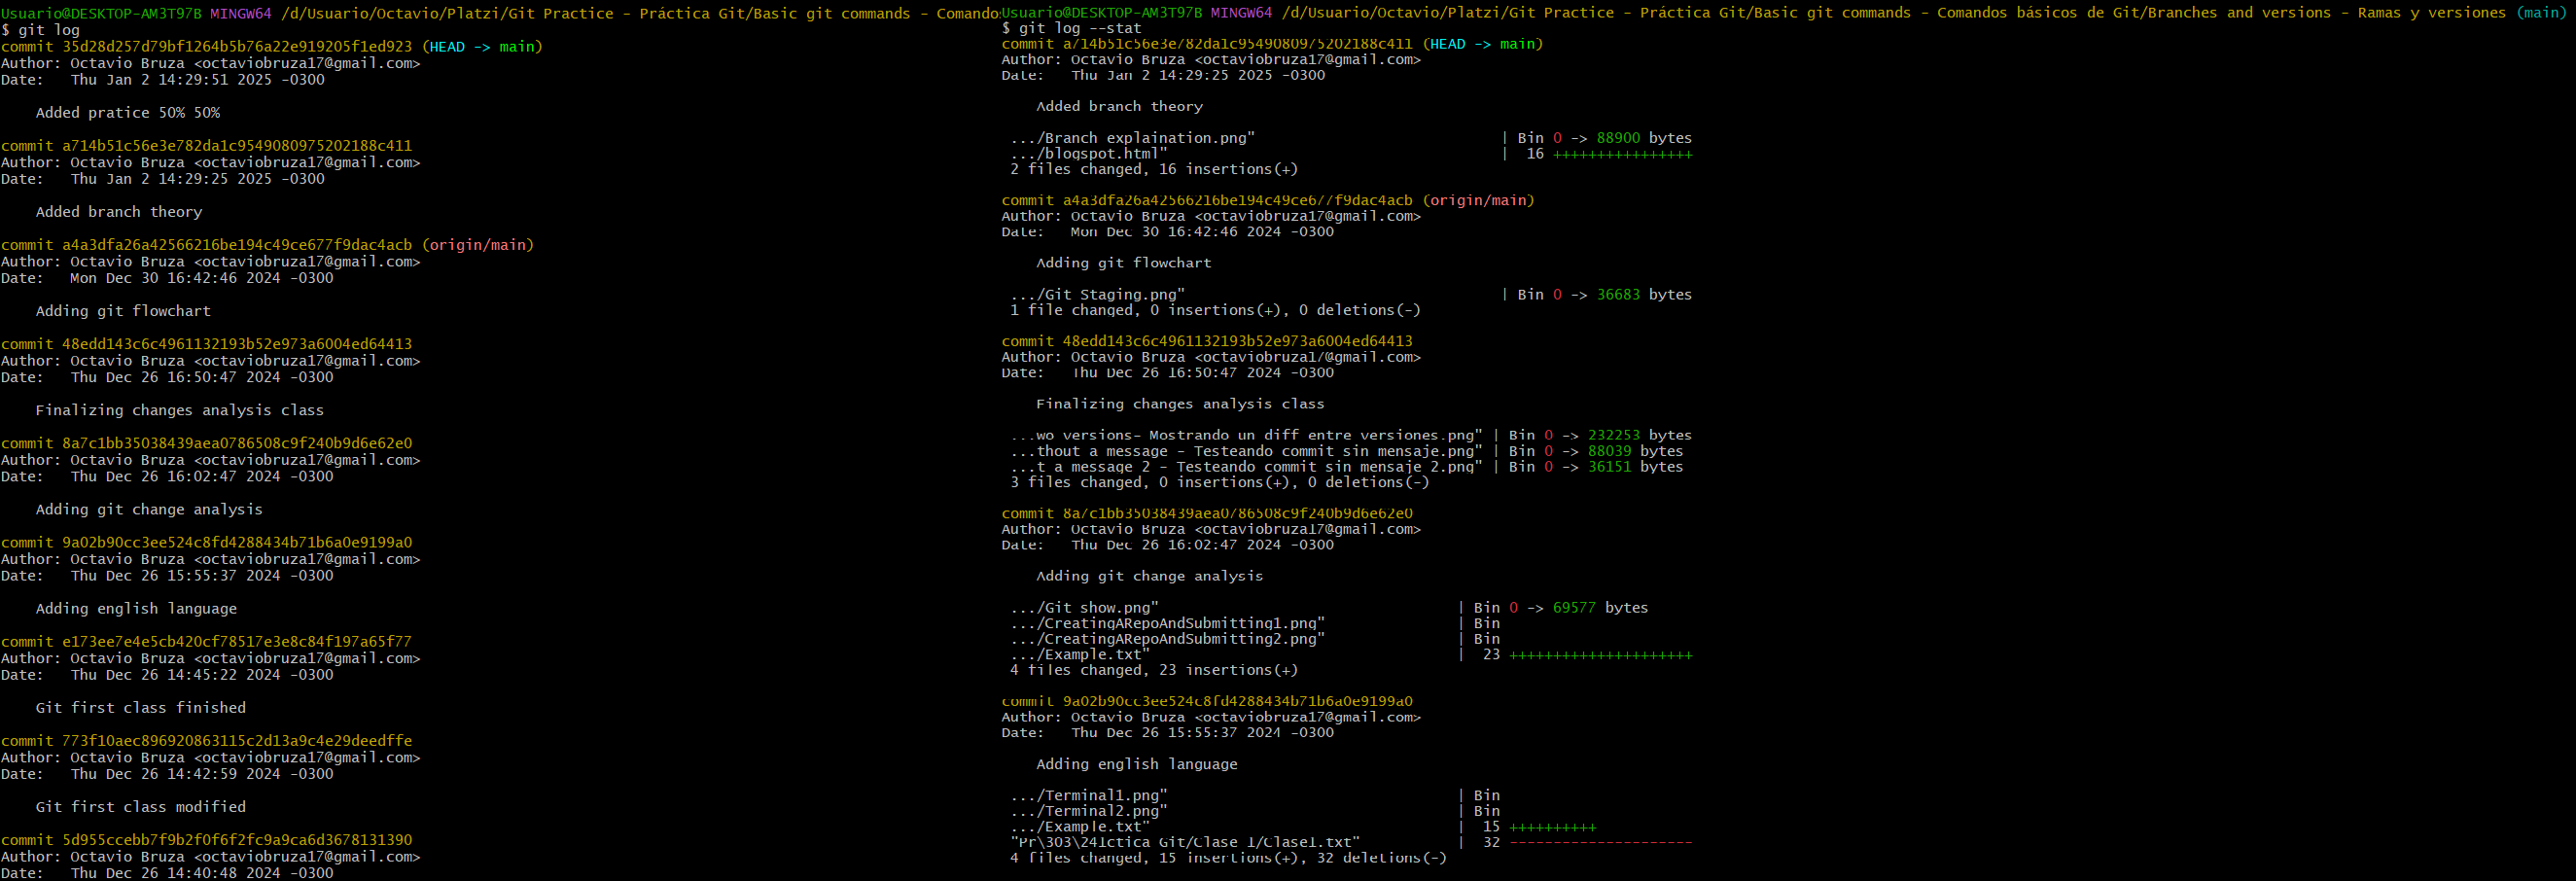 Usuario@DESKTOP-AM3T97B MINGW64 /d/Usuario/Octavio/Platzi/Git Practice - Práctica Git/Basic git commands - Comando
$ git log
commit 35d28d257d79bf1264b5b76a22e919205f1ed923 (HEAD -> main)
Author: Octavio Bruza <octaviobruza17@gmail.com>
Date:   Thu Jan 2 14:29:51 2025 -0300

    Added pratice 50% 50%

commit a714b51c56e3e782da1c9549080975202188c411
Author: Octavio Bruza <octaviobruza17@gmail.com>
Date:   Thu Jan 2 14:29:25 2025 -0300

    Added branch theory

commit a4a3dfa26a42566216be194c49ce677f9dac4acb (origin/main)
Author: Octavio Bruza <octaviobruza17@gmail.com>
Date:   Mon Dec 30 16:42:46 2024 -0300

    Adding git flowchart

commit 48edd143c6c4961132193b52e973a6004ed64413
Author: Octavio Bruza <octaviobruza17@gmail.com>
Date:   Thu Dec 26 16:50:47 2024 -0300

    Finalizing changes analysis class

commit 8a7c1bb35038439aea0786508c9f240b9d6e62e0
Author: Octavio Bruza <octaviobruza17@gmail.com>
Date:   Thu Dec 26 16:02:47 2024 -0300

    Adding git change analysis

commit 9a02b90cc3ee524c8fd4288434b71b6a0e9199a0
Author: Octavio Bruza <octaviobruza17@gmail.com>
Date:   Thu Dec 26 15:55:37 2024 -0300

    Adding english language

commit e173ee7e4e5cb420cf78517e3e8c84f197a65f77
Author: Octavio Bruza <octaviobruza17@gmail.com>
Date:   Thu Dec 26 14:45:22 2024 -0300

    Git first class finished

commit 773f10aec896920863115c2d13a9c4e29deedffe
Author: Octavio Bruza <octaviobruza17@gmail.com>
Date:   Thu Dec 26 14:42:59 2024 -0300

    Git first class modified

commit 5d955ccebb7f9b2f0f6f2fc9a9ca6d3678131390
Author: Octavio Bruza <octaviobruza17@gmail.com>
Date:   Thu Dec 26 14:40:48 2024 -0300

Usuario@DESKTOP-AM3T97B MINGW64 /d/Usuario/Octavio/Platzi/Git Practice - Práctica Git/Basic git commands - Comandos básicos de Git/Branches and versions - Ramas y versiones (main)
$ git log --stat
commit a714b51c56e3e782da1c9549080975202188c411 (HEAD -> main)
Author: Octavio Bruza <octaviobruza17@gmail.com>
Date:   Thu Jan 2 14:29:25 2025 -0300

    Added branch theory

 .../Branch explaination.png" | Bin 0 -> 88900 bytes
 .../blogspot.html" | 16 ++++++++++++++++
 2 files changed, 16 insertions(+)

commit a4a3dfa26a42566216be194c49ce677f9dac4acb (origin/main)
Author: Octavio Bruza <octaviobruza17@gmail.com>
Date:   Mon Dec 30 16:42:46 2024 -0300

    Adding git flowchart

 .../Git Staging.png" | Bin 0 -> 36683 bytes
 1 file changed, 0 insertions(+), 0 deletions(-)

commit 48edd143c6c4961132193b52e973a6004ed64413
Author: Octavio Bruza <octaviobruza17@gmail.com>
Date:   Thu Dec 26 16:50:47 2024 -0300

    Finalizing changes analysis class

 ...wo versions- Mostrando un diff entre versiones.png" | Bin 0 -> 232253 bytes
 ...thout a message - Testeando commit sin mensaje.png" | Bin 0 -> 88039 bytes
 ...t a message 2 - Testeando commit sin mensaje 2.png" | Bin 0 -> 36151 bytes
 3 files changed, 0 insertions(+), 0 deletions(-)

commit 8a7c1bb35038439aea0786508c9f240b9d6e62e0
Author: Octavio Bruza <octaviobruza17@gmail.com>
Date:   Thu Dec 26 16:02:47 2024 -0300

    Adding git change analysis

 .../Git show.png" | Bin 0 -> 69577 bytes
 .../CreatingARepoAndSubmitting1.png" | Bin
 .../CreatingARepoAndSubmitting2.png" | Bin
 .../Example.txt" | 23 +++++++++++++++++++++
 4 files changed, 23 insertions(+)

commit 9a02b90cc3ee524c8fd4288434b71b6a0e9199a0
Author: Octavio Bruza <octaviobruza17@gmail.com>
Date:   Thu Dec 26 15:55:37 2024 -0300

    Adding english language

 .../Terminal1.png" | Bin
 .../Terminal2.png" | Bin
 .../Example.txt" | 15 ++++++++++
 "Pr\303\241ctica Git/Clase 1/Clase1.txt" | 32 ---------------------
 4 files changed, 15 insertions(+), 32 deletions(-)